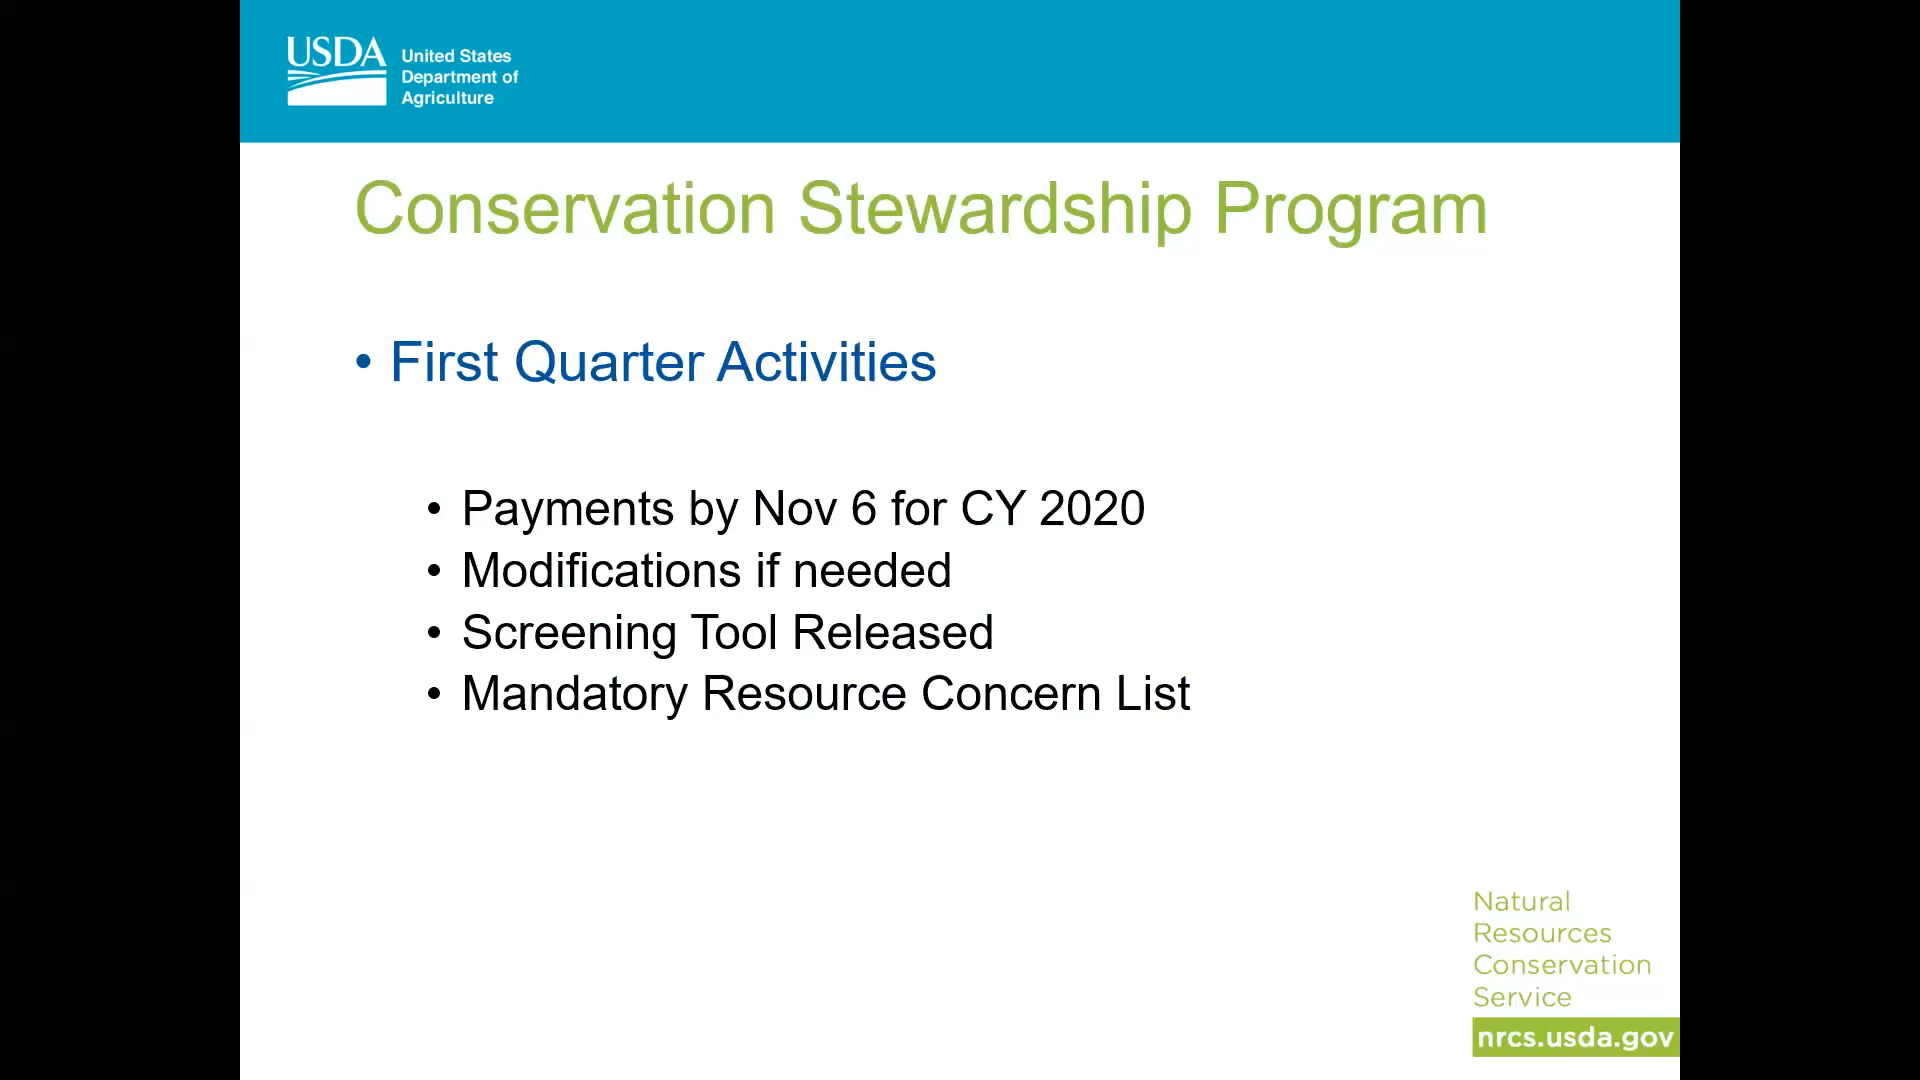 USDA
United States
Department of
Agriculture
Conservation Stewardship Program
• First Quarter Activities
• Payments by Nov 6 for CY 2020
• Modifications if needed
• Screening Tool Released
• Mandatory Resource Concern List
Natural
Resources
Conservation
Service
nrcs.usda.gov